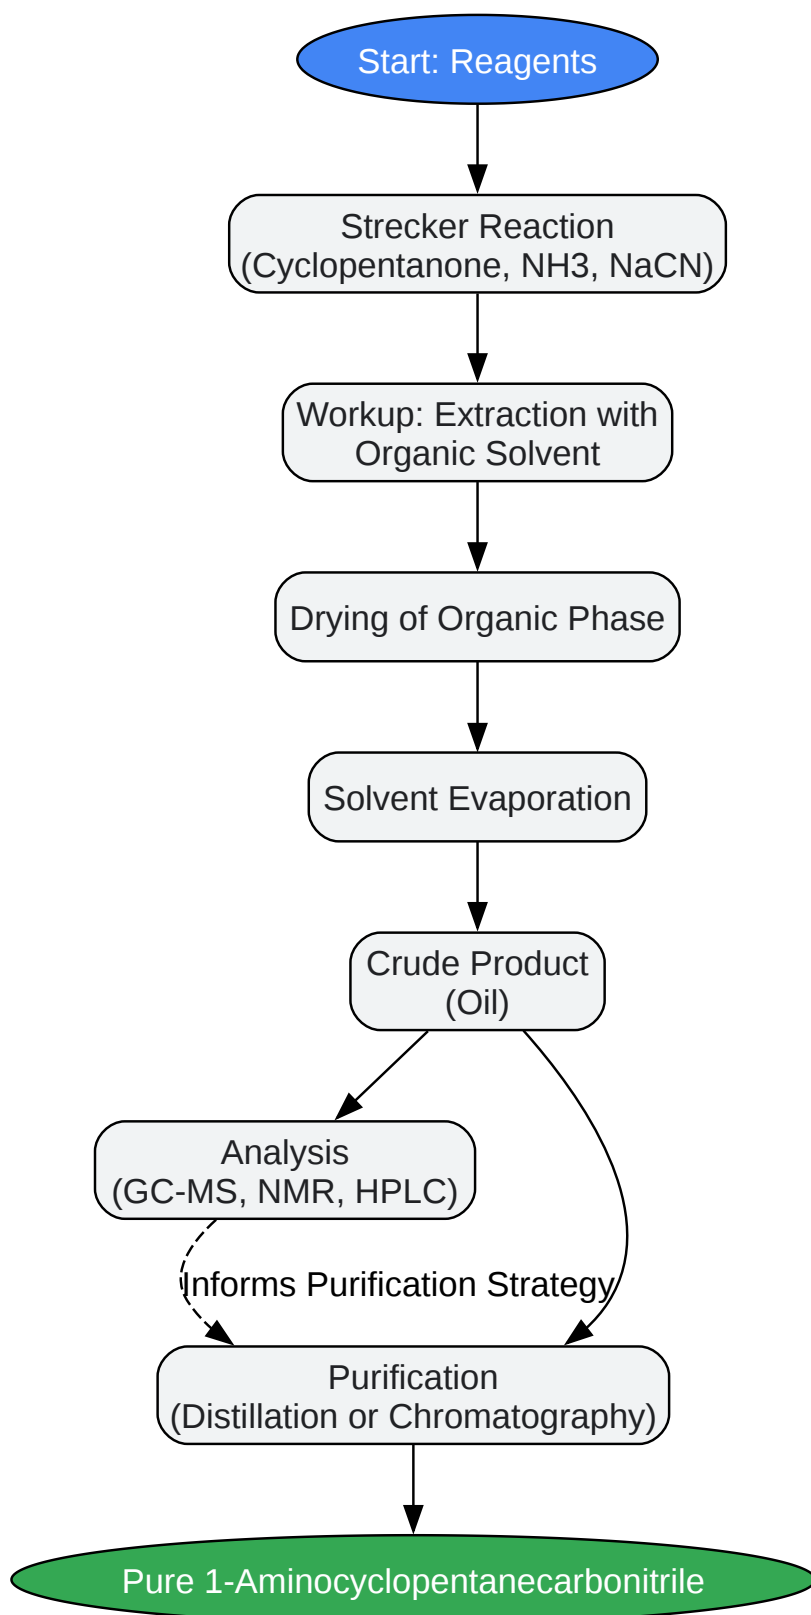 Start: Reagents
Strecker Reaction
(Cyclopentanone, NH3, NaCN)
Workup: Extraction with
Organic Solvent
Drying of Organic Phase
Solvent Evaporation
Crude Product
(Oil)
Analysis
(GC-MS, NMR, HPLC)
Informs Purification Strategy
Purification
(Distillation or Chromatography)
Pure 1-Aminocyclopentanecarbonitrile